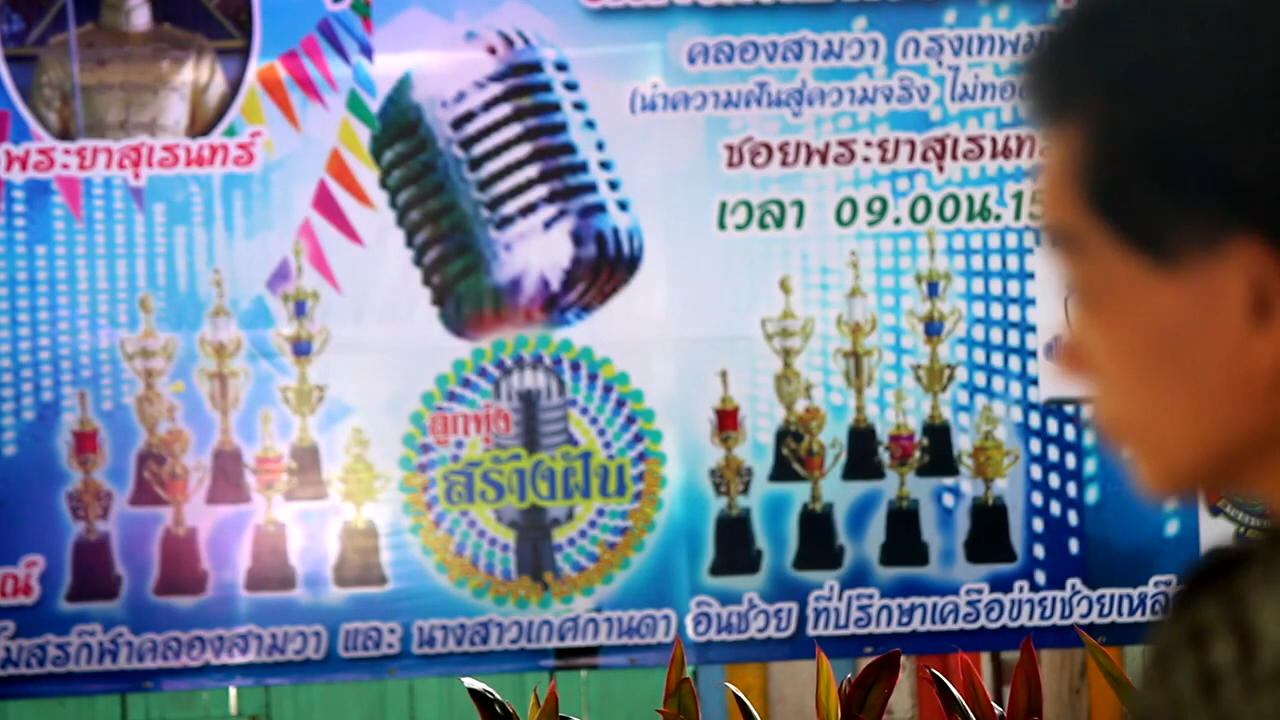 คลองสามวา กรุงเทพม
(นำความฝันสู่ความจริง ไม่ทอ
พระยาสุเรนทร์
ซอยพระยาสุเรนทร
เวลา 09.00น.15
ลูกทุ่ง
สร้างฝัน
ณ์
โมสรกีฬาคลองสามวา และ นางสาวเกศกานดา อินช่วย ที่ปรึกษาเครือข่ายช่วยเหลือ